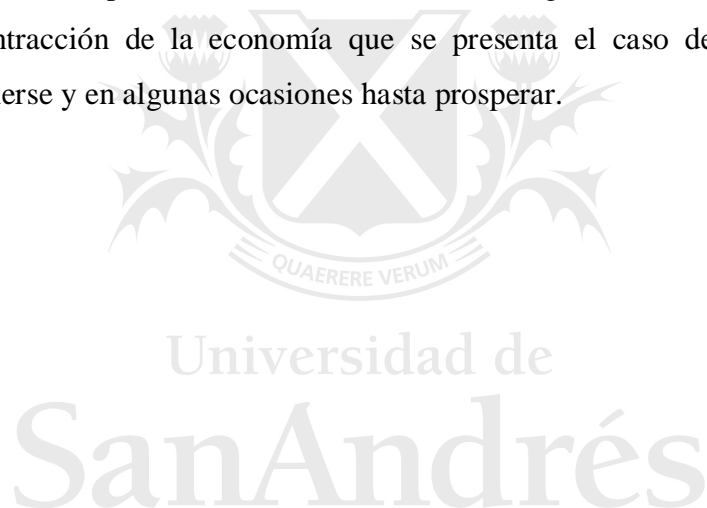 ntracción de la economía que se presenta el caso de
erse y en algunas ocasiones hasta prosperar.
QUAERERE VERUM
Universidad de
SanAndrés